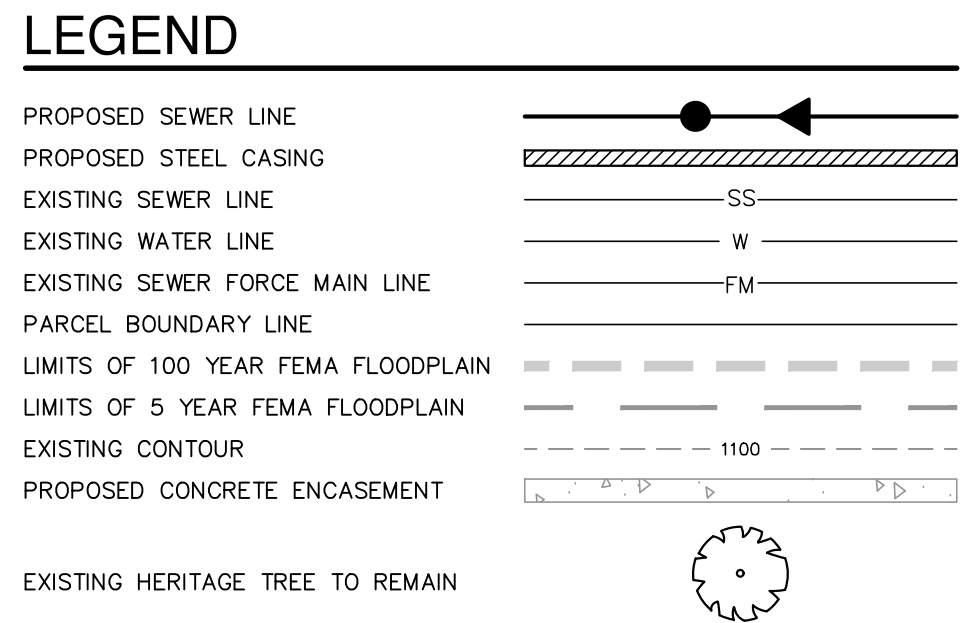 LEGEND
PROPOSED SEWER LINE
PROPOSED STEEL CASING
EXISTING SEWER LINE SS
EXISTING WATER LINE W
EXISTING SEWER FORCE MAIN LINE FM
PARCEL BOUNDARY LINE
LIMITS OF 100 YEAR FEMA FLOODPLAIN
LIMITS OF 5 YEAR FEMA FLOODPLAIN
EXISTING CONTOUR 1100
PROPOSED CONCRETE ENCASEMENT
EXISTING HERITAGE TREE TO REMAIN